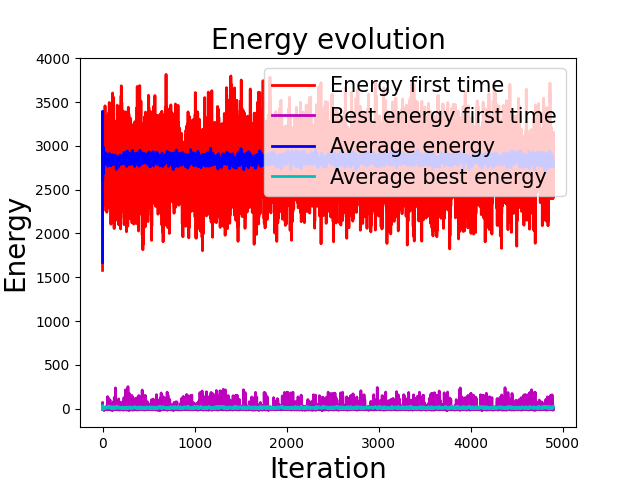 Energy evolution
4000
3500
3000
2500
2000
1500
1000
500
0
Energy
Energy first time
Best energy first time
Average energy
Average best energy
0
1000
2000
3000
4000
5000
Iteration